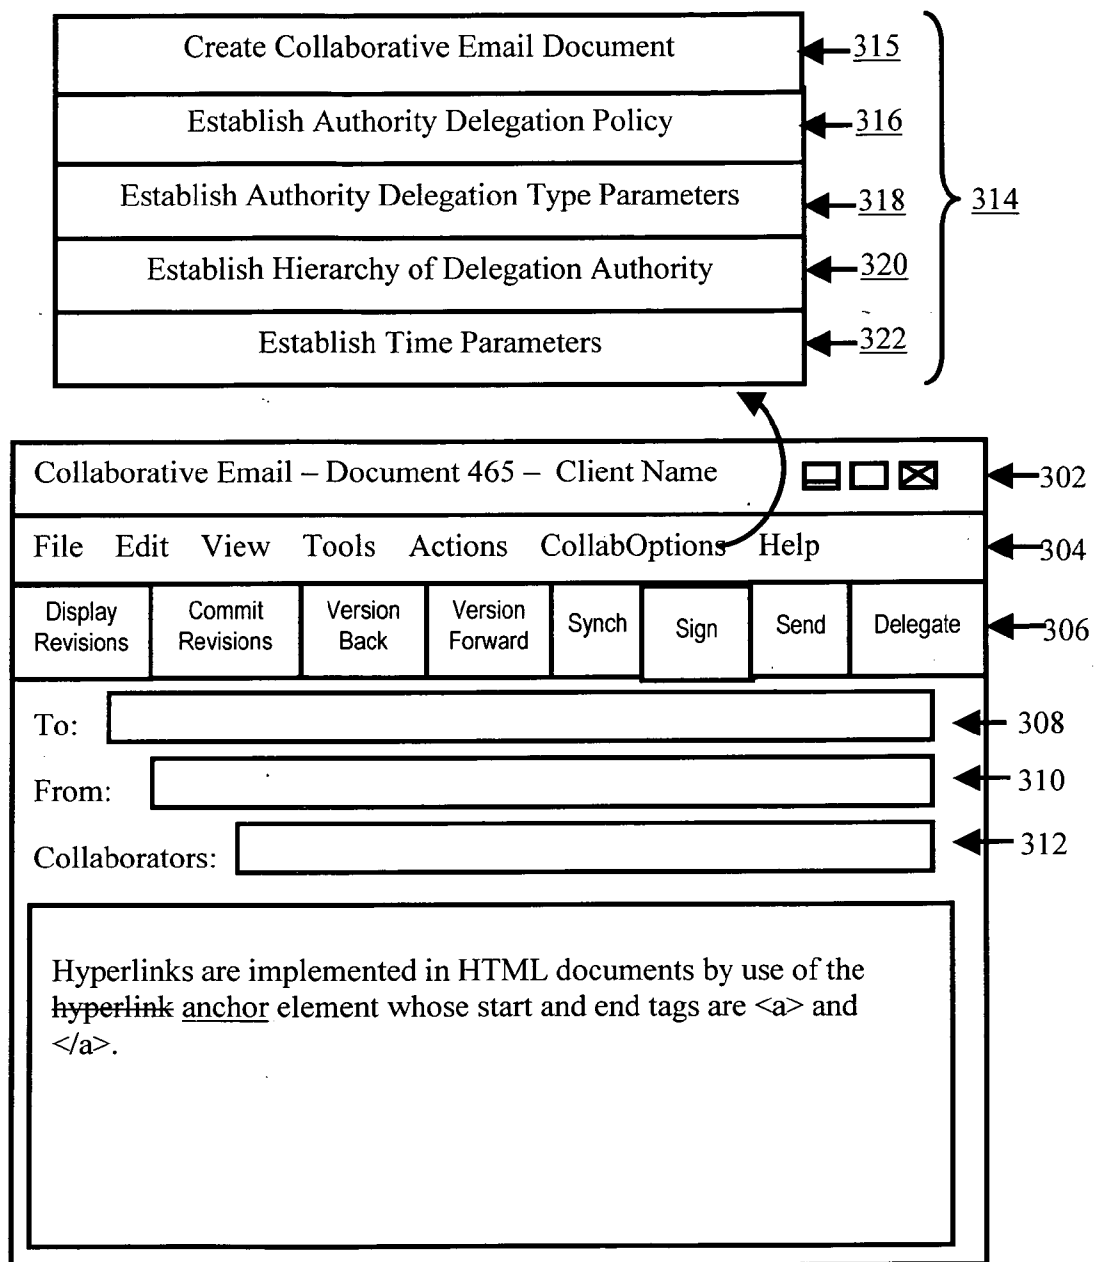 Create Collaborative Email Document
315
Establish Authority Delegation Policy
316
Establish Authority Delegation Type Parameters
318
314
Establish Hierarchy of Delegation Authority
320
Establish Time Parameters
322
Collaborative Email – Document 465 – Client Name
302
File Edit View Tools Actions CollabOptions Help
304
Display Revisions
Commit Revisions
Version Back
Version Forward
Synch
Sign
Send
Delegate
306
To:
308
From:
310
Collaborators:
312
Hyperlinks are implemented in HTML documents by use of the
hyperlink anchor element whose start and end tags are <a> and
</a>.